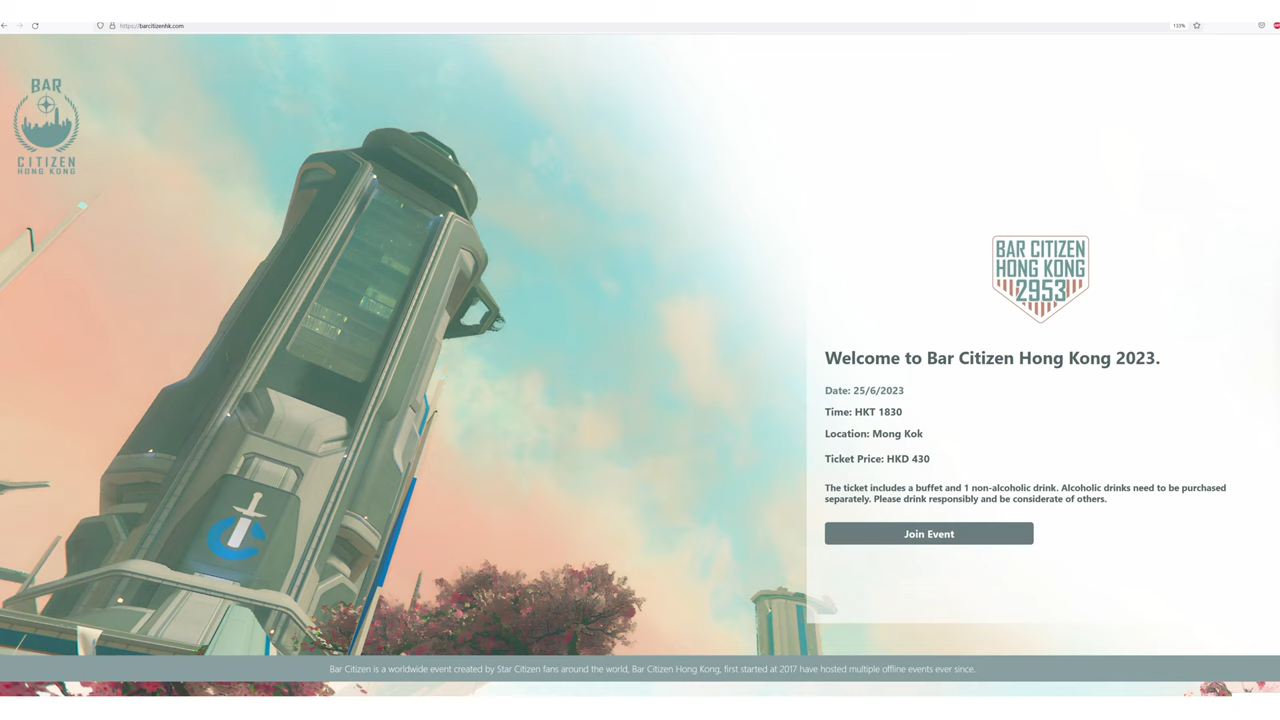 https://barcitizenhk.com
133%
BAR
CITIZEN
HONG KONG
BAR CITIZEN
HONG KONG
2953
Welcome to Bar Citizen Hong Kong 2023.
Date: 25/6/2023
Time: HKT 1830
Location: Mong Kok
Ticket Price: HKD 430
The ticket includes a buffet and 1 non-alcoholic drink. Alcoholic drinks need to be purchased
separately. Please drink responsibly and be considerate of others.
Join Event
Bar Citizen is a worldwide event created by Star Citizen fans around the world, Bar Citizen Hong Kong, first started at 2017 have hosted multiple offline events ever since.